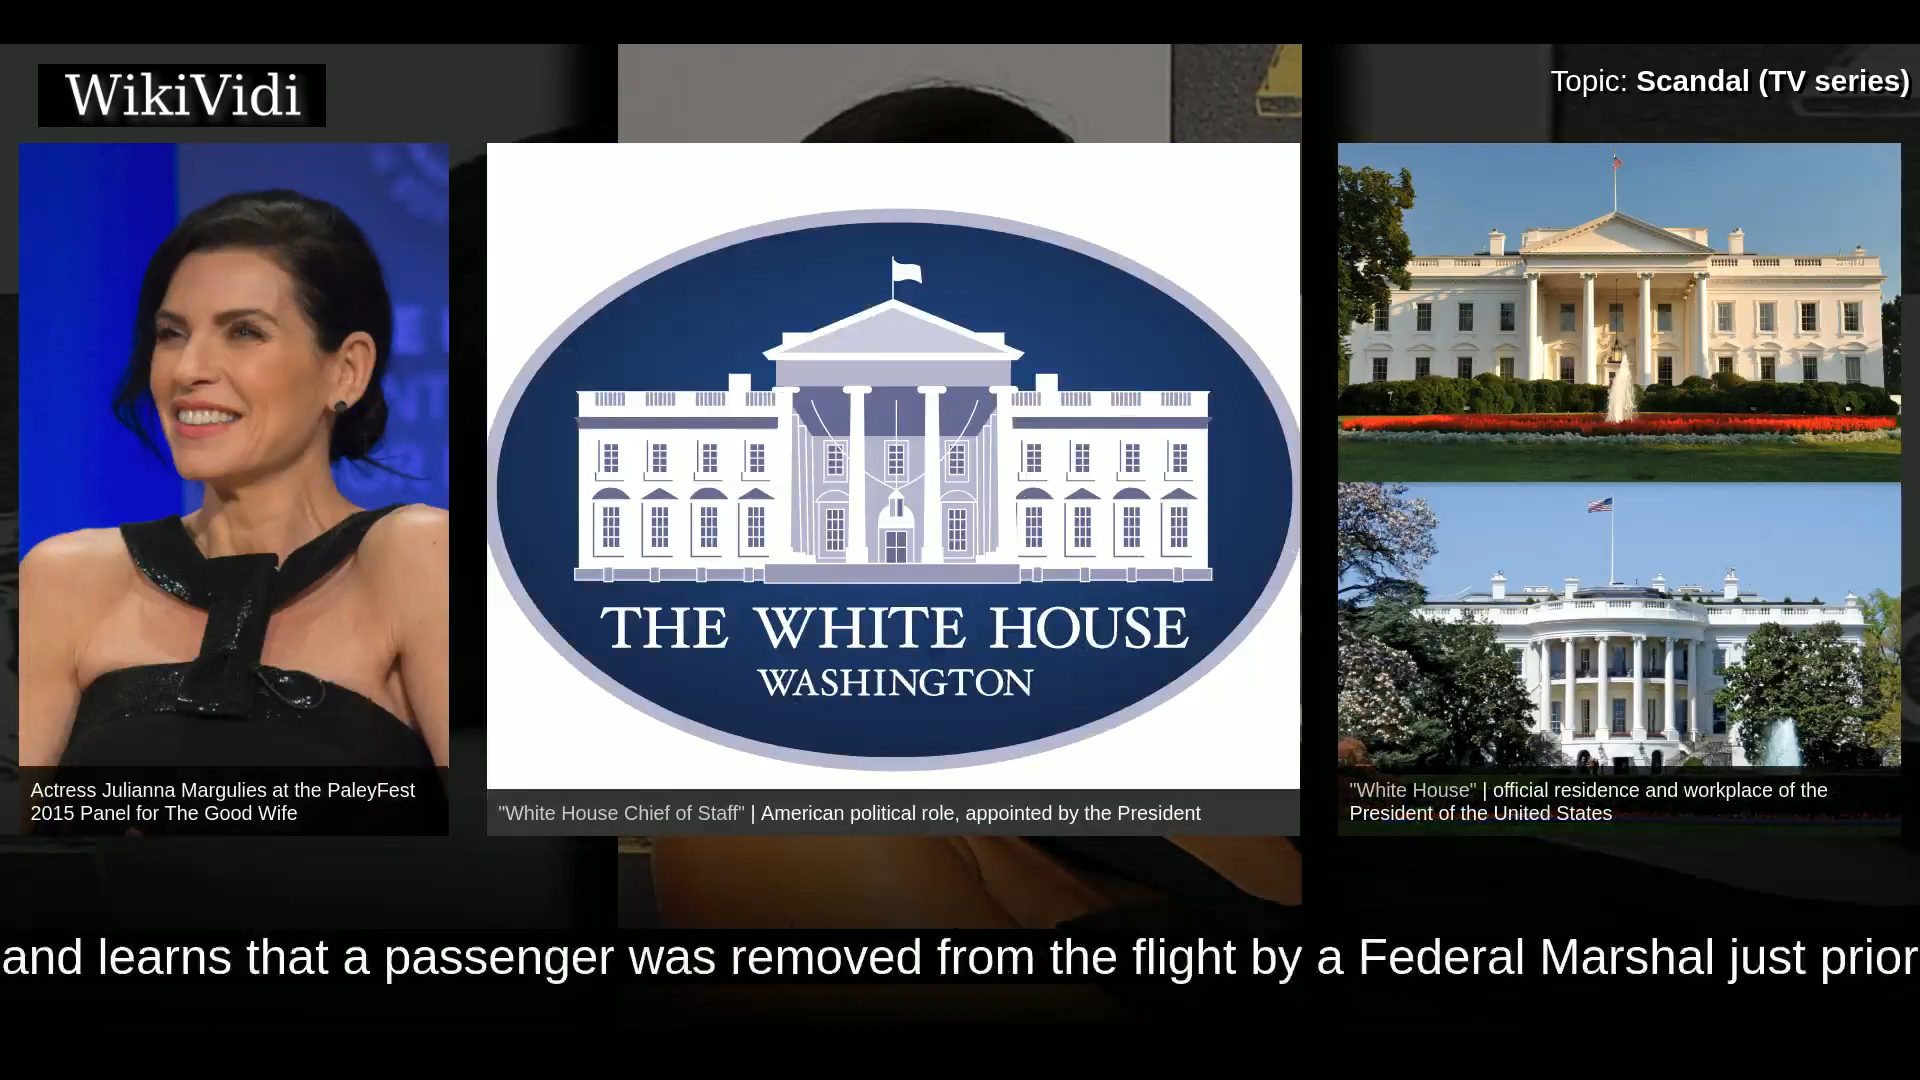 WikiVidi
Topic: Scandal (TV series)
THE WHITE HOUSE
WASHINGTON
Actress Julianna Margulies at the PaleyFest
2015 Panel for The Good Wife
"White House Chief of Staff" | American political role, appointed by the President
"White House" | official residence and workplace of the
President of the United States
and learns that a passenger was removed from the flight by a Federal Marshal just prior